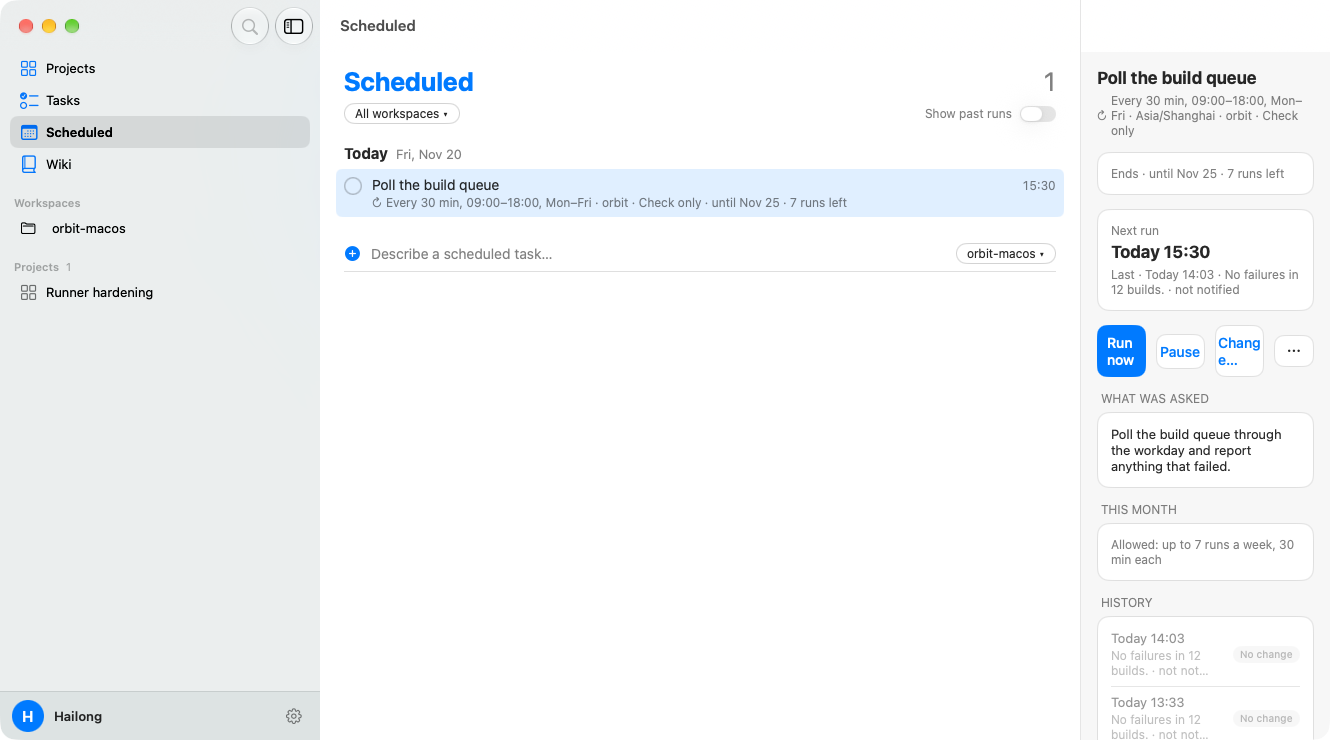 Scheduled
Projects
Tasks
Scheduled
Wiki
Workspaces
orbit-macos
Projects 1
Runner hardening
H Hailong
Scheduled 1
All workspaces ▾
Show past runs
Today Fri, Nov 20
Poll the build queue 15:30
Every 30 min, 09:00–18:00, Mon–Fri · orbit · Check only · until Nov 25 · 7 runs left
Describe a scheduled task…
orbit-macos ▾
Poll the build queue
Every 30 min, 09:00–18:00, Mon–
Fri · Asia/Shanghai · orbit · Check
only
Ends · until Nov 25 · 7 runs left
Next run
Today 15:30
Last · Today 14:03 · No failures in
12 builds. · not notified
Run
now
Pause
Chang
e…
···
WHAT WAS ASKED
Poll the build queue through
the workday and report
anything that failed.
THIS MONTH
Allowed: up to 7 runs a week, 30
min each
HISTORY
Today 14:03
No failures in 12
builds. · not not…
No change
Today 13:33
No failures in 12
builds. · not not…
No change